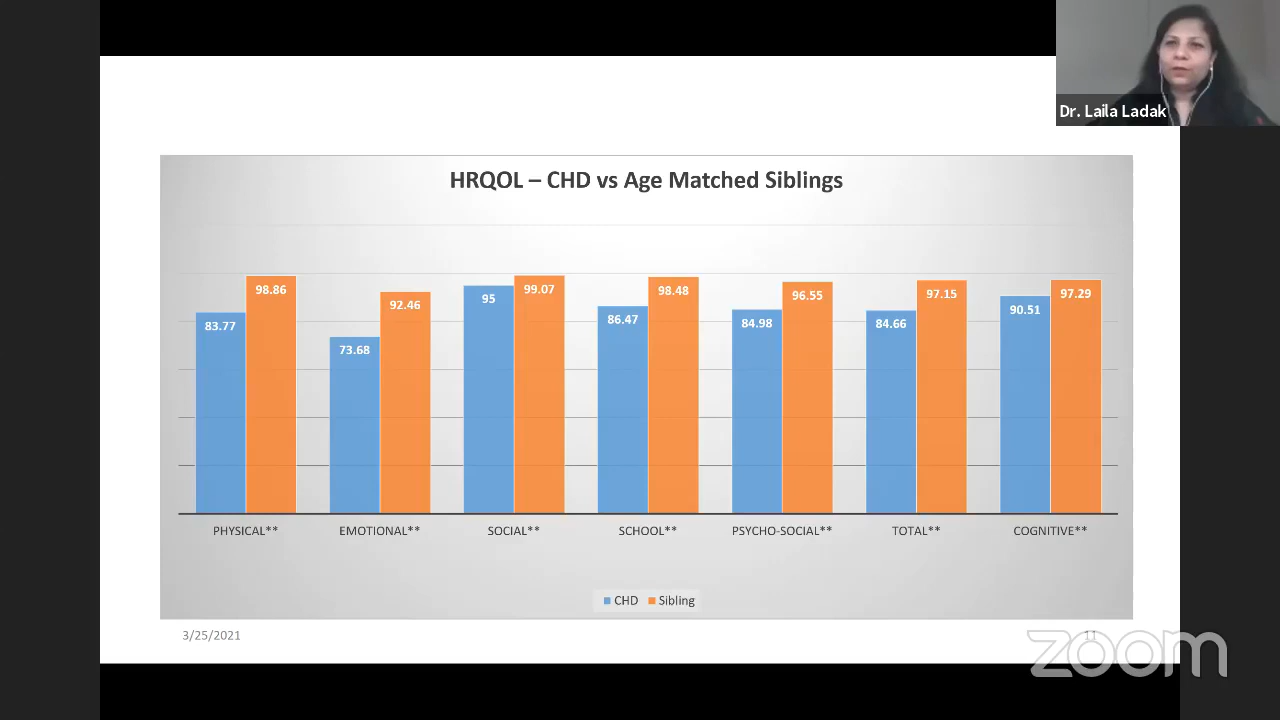 Dr. Laila Ladak
HRQOL – CHD vs Age Matched Siblings
83.77
98.86
73.68
92.46
95
99.07
86.47
98.48
84.98
96.55
84.66
97.15
90.51
97.29
PHYSICAL**
EMOTIONAL**
SOCIAL**
SCHOOL**
PSYCHO-SOCIAL**
TOTAL**
COGNITIVE**
CHD
Sibling
3/25/2021
11
zoom